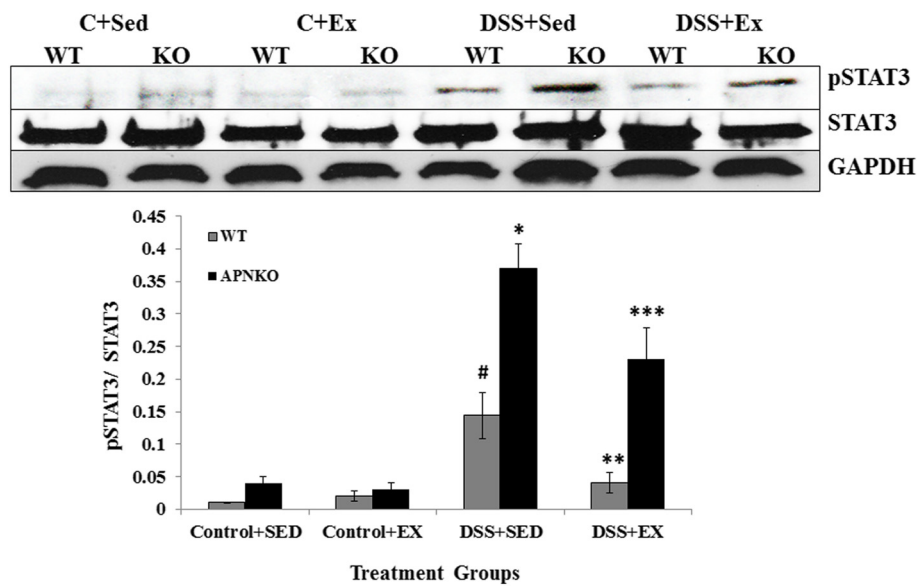 C+Sed C+Ex DSS+Sed DSS+Ex
WT KO WT KO WT KO WT KO
pSTAT3
STAT3
GAPDH
pSTAT3/ STAT3
0.45
0.4
0.35
0.3
0.25
0.2
0.15
0.1
0.05
0
WT
APNKO
*
#
***
**
Control+SED Control+EX DSS+SED DSS+EX
Treatment Groups